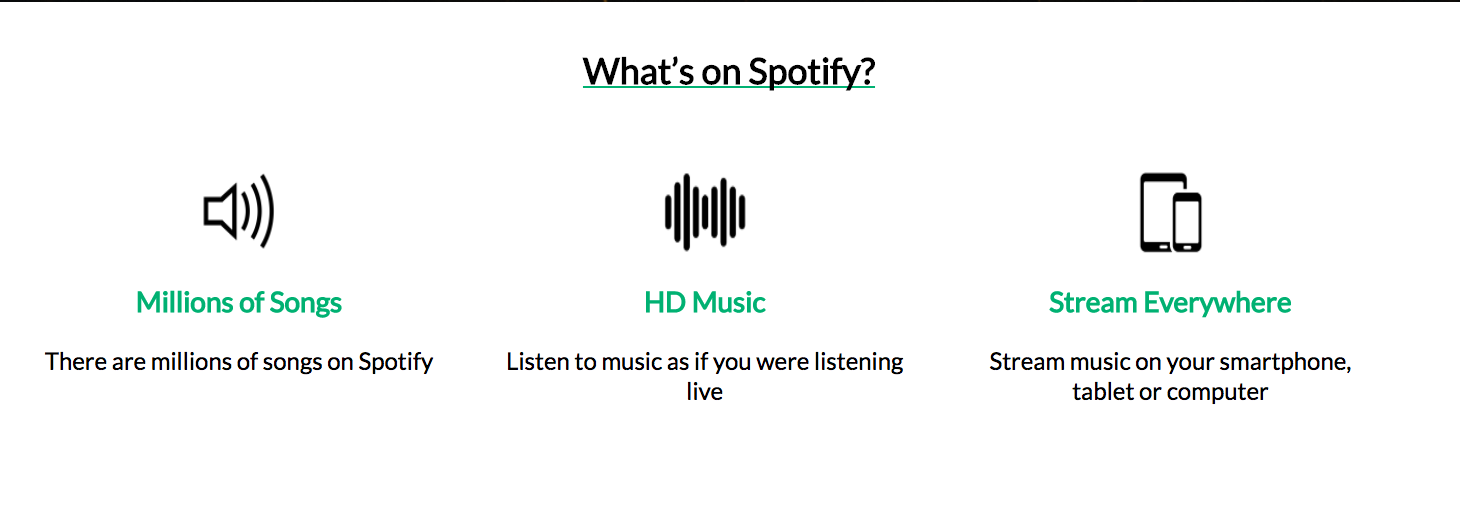 What's on Spotify?
Millions of Songs
There are millions of songs on Spotify
HD Music
Listen to music as if you were listening
live
Stream Everywhere
Stream music on your smartphone,
tablet or computer